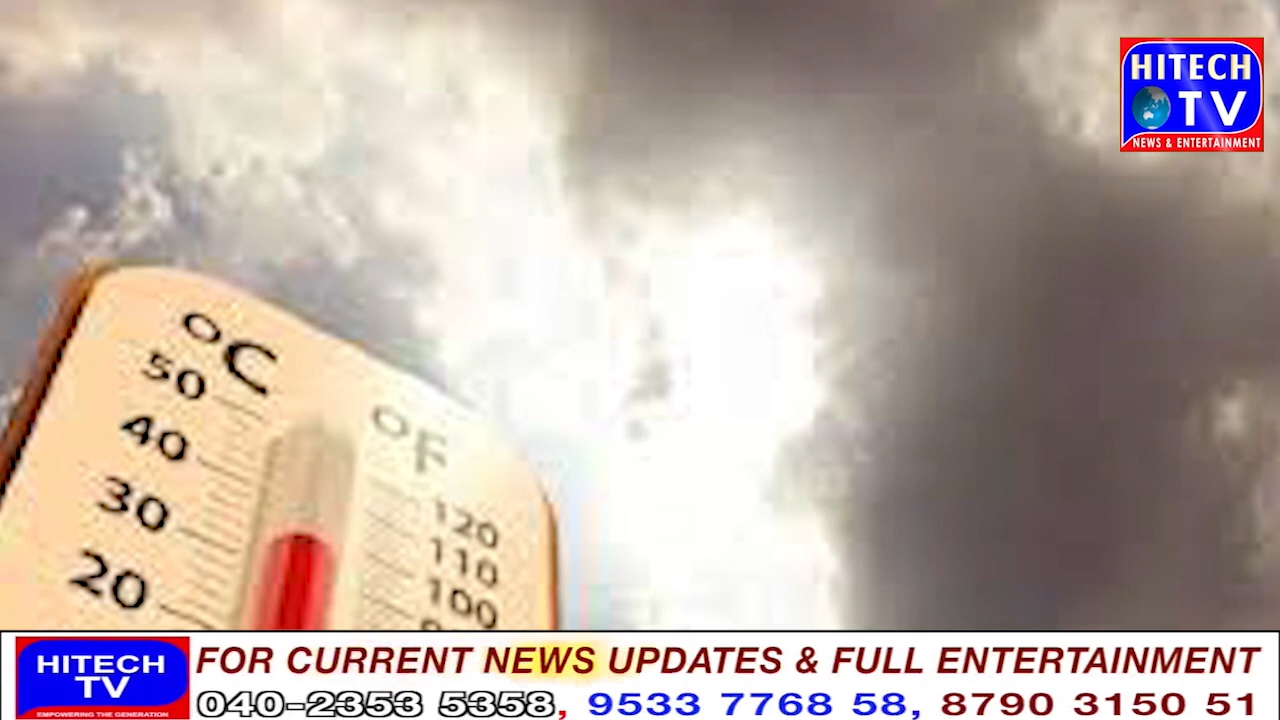 HITECH
TV
NEWS & ENTERTAINMENT
°C
50
40
30
20
°F
120
110
100
HITECH
TV
EMPOWERING THE GENERATION
FOR CURRENT NEWS UPDATES & FULL ENTERTAINMENT
040-2353 5358, 9533 7768 58, 8790 3150 51